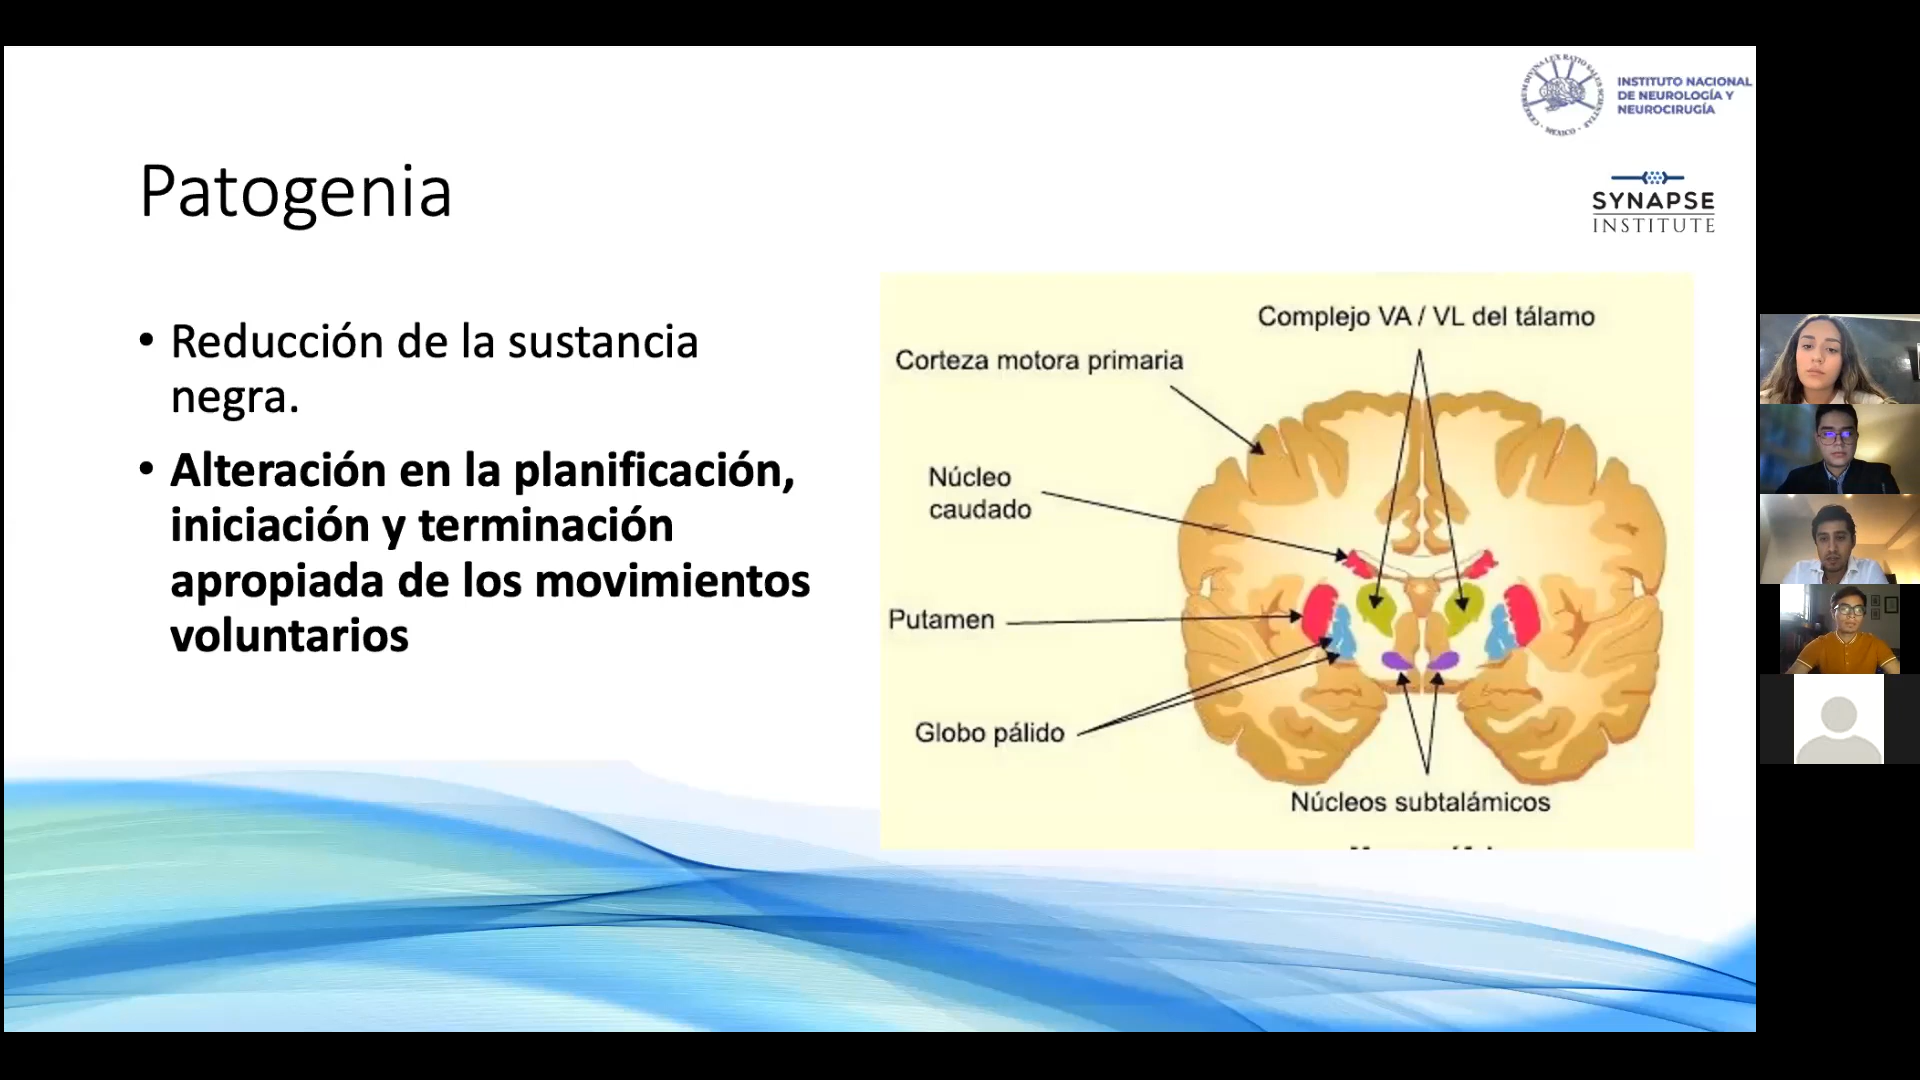 INSTITUTO NACIONAL
DE NEUROLOGÍA Y
NEUROCIRUGÍA
SYNAPSE
INSTITUTE
Patogenia
• Reducción de la sustancia
negra.
• Alteración en la planificación,
iniciación y terminación
apropiada de los movimientos
voluntarios
Complejo VA / VL del tálamo
Corteza motora primaria
Núcleo
caudado
Putamen
Globo pálido
Núcleos subtalámicos